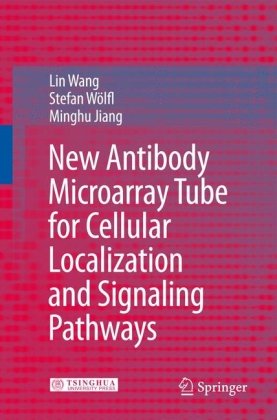 Lin Wang
Stefan Wölfl
Minghu Jiang
New Antibody
Microarray Tube
for Cellular
Localization
and Signaling
Pathways
TSINGHUA
UNIVERSITY PRESS
Springer